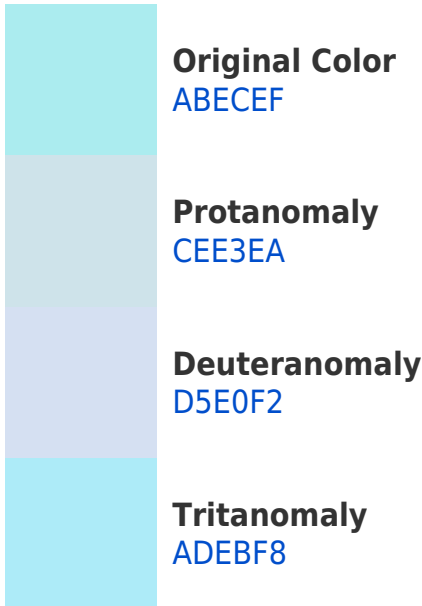 Original Color
ABECEF
Protanomaly
CEE3EA
Deuteranomaly
D5E0F2
Tritanomaly
ADEBF8